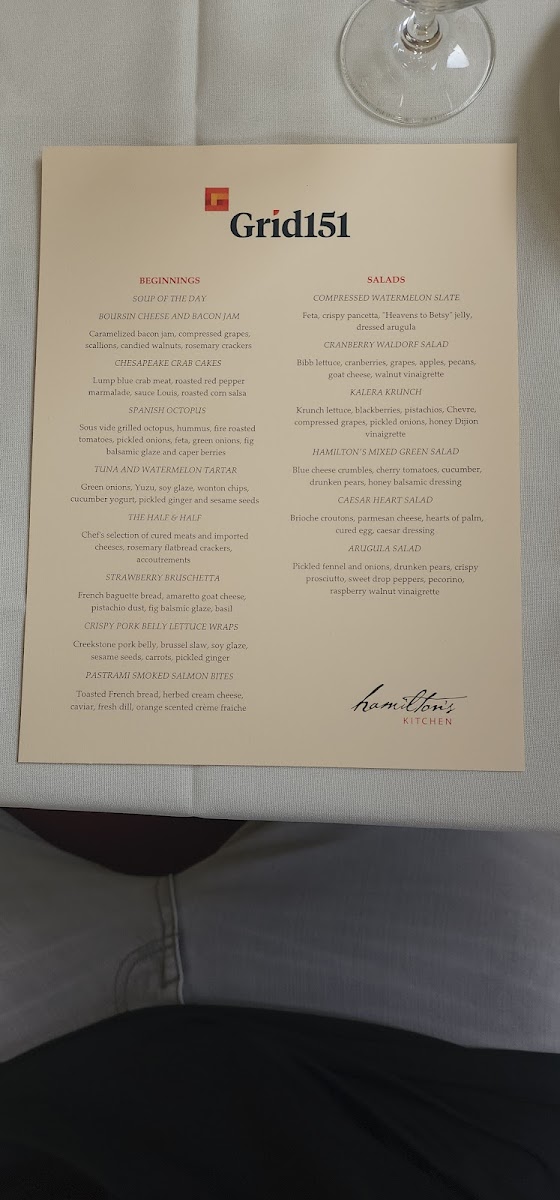 Grid151
BEGINNINGS
SOUP OF THE DAY
BOURSIN CHEESE AND BACON JAM
Caramelized bacon jam, compressed grapes,
scallions, candied walnuts, rosemary crackers
CHESAPEAKE CRAB CAKES
Lump blue crab meat, roasted red pepper
marmalade, sauce Louis, roasted corn salsa
SPANISH OCTOPUS
Sous vide grilled octopus, hummus, fire roasted
tomatoes, pickled onions, feta, green onions, fig
balsamic glaze and caper berries
TUNA AND WATERMELON TARTAR
Green onions, Yuzu, soy glaze, wonton chips,
cucumber yogurt, pickled ginger and sesame seeds
THE HALF & HALF
Chef's selection of cured meats and imported
cheeses, rosemary flatbread crackers,
accoutrements
STRAWBERRY BRUSCHETTA
French baguette bread, amaretto goat cheese,
pistachio dust, fig balsmic glaze, basil
CRISPY PORK BELLY LETTUCE WRAPS
Creekstone pork belly, brussel slaw, soy glaze,
sesame seeds, carrots, pickled ginger
PASTRAMI SMOKED SALMON BITES
Toasted French bread, herbed cream cheese,
caviar, fresh dill, orange scented crème fraiche
SALADS
COMPRESSED WATERMELON SLATE
Feta, crispy pancetta, "Heavens to Betsy" jelly,
dressed arugula
CRANBERRY WALDORF SALAD
Bibb lettuce, cranberries, grapes, apples, pecans,
goat cheese, walnut vinaigrette
KALERA KRUNCH
Krunch lettuce, blackberries, pistachios, Chevre,
compressed grapes, pickled onions, honey Dijon
vinaigrette
HAMILTON'S MIXED GREEN SALAD
Blue cheese crumbles, cherry tomatoes, cucumber,
drunken pears, honey balsamic dressing
CAESAR HEART SALAD
Brioche croutons, parmesan cheese, hearts of palm,
cured egg, caesar dressing
ARUGULA SALAD
Pickled fennel and onions, drunken pears, crispy
prosciutto, sweet drop peppers, pecorino,
raspberry walnut vinaigrette
hamilton's
KITCHEN